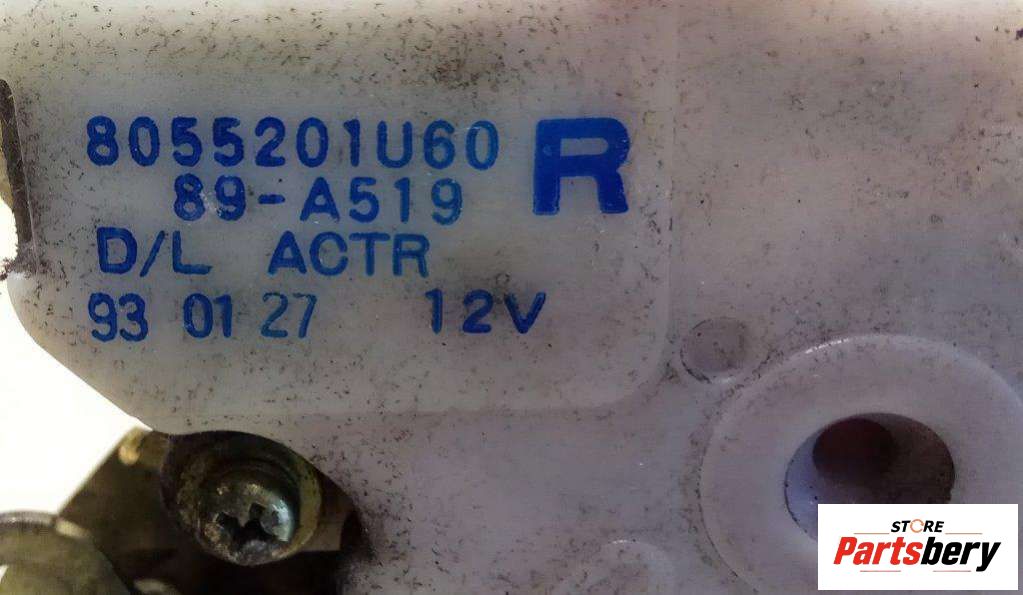 8055201U60 R
89-A519
D/L ACTR
93 01 27 12V
STORE
Partsbery